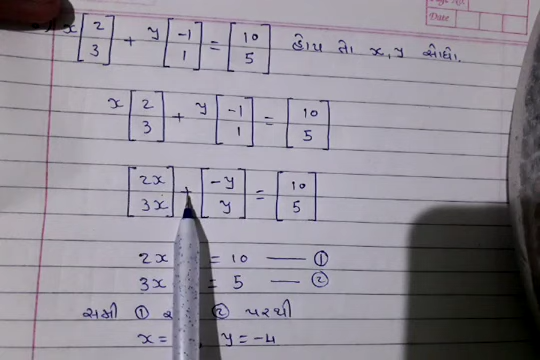 x [2 3] + y [-1 1] = [10 5] હોય તો x, y શોધો.
x [2 3] + y [-1 1] = [10 5]
[2x 3x] + [-y y] = [10 5]
2x = 10 — ①
3x = 5 — ②
સમી ① ② પરથી
x = y = -4